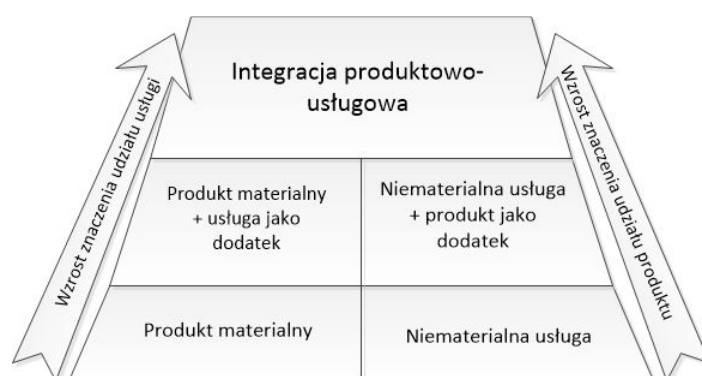 Integracja produktowo-
usługowa
Wzrost znaczenia udziału usługi
Wzrost znaczenia udziału produktu
Produkt materialny
+ usługa jako
dodatek
Niematerialna usługa
+ produkt jako
dodatek
Produkt materialny
Niematerialna usługa